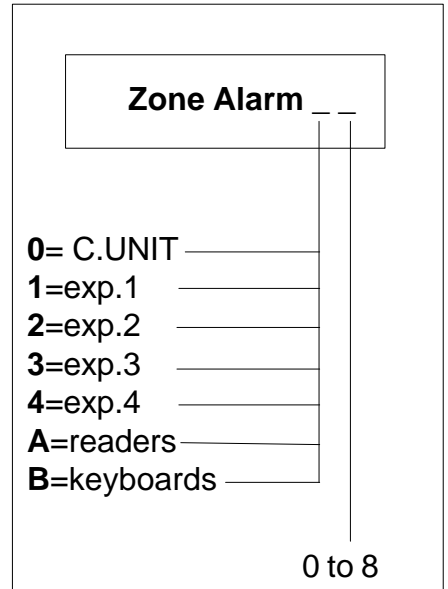 Zone Alarm _ _
0= C.UNIT
1=exp.1
2=exp.2
3=exp.3
4=exp.4
A=readers
B=keyboards
0 to 8